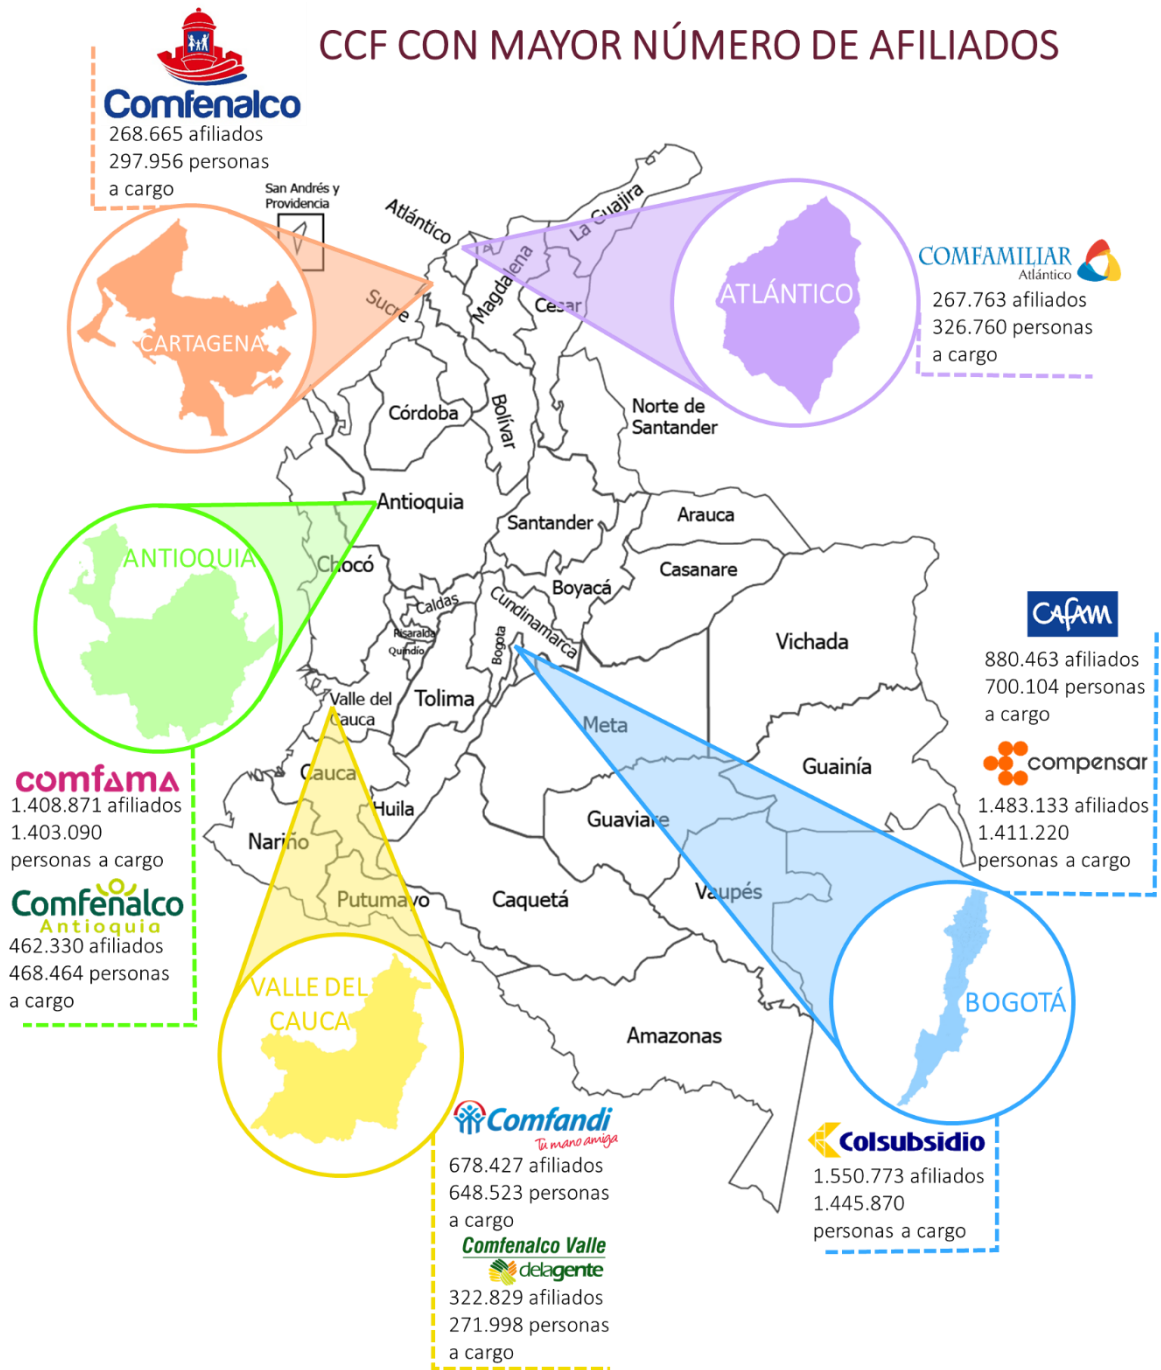 CCF CON MAYOR NÚMERO DE AFILIADOS
Comfenalco
268.665 afiliados
297.956 personas
a cargo
San Andrés y
Providencia
CARTAGENA
Atlántico
La Guajira
Magdalena
Cesar
Sucre
ATLÁNTICO
COMFAMILIAR
Atlántico
267.763 afiliados
326.760 personas
a cargo
Córdoba
Bolívar
Norte de
Santander
Antioquia
Santander
Arauca
ANTIOQUIA
Chocó
Boyacá
Casanare
Caldas
Cundinamarca
Risaralda
Quindío
Bogota
Vichada
Tolima
Valle del
Cauca
Meta
Cauca
Guainía
Huila
Guaviare
Nariño
Putumayo
Caquetá
Vaupés
Amazonas
CAFAM
880.463 afiliados
700.104 personas
a cargo
compensar
1.483.133 afiliados
1.411.220
personas a cargo
comfama
1.408.871 afiliados
1.403.090
personas a cargo
Comfenalco
Antioquia
462.330 afiliados
468.464 personas
a cargo
VALLE DEL
CAUCA
BOGOTÁ
Comfandi
Tu mano amiga
678.427 afiliados
648.523 personas
a cargo
Comfenalco Valle
delagente
322.829 afiliados
271.998 personas
a cargo
Colsubsidio
1.550.773 afiliados
1.445.870
personas a cargo